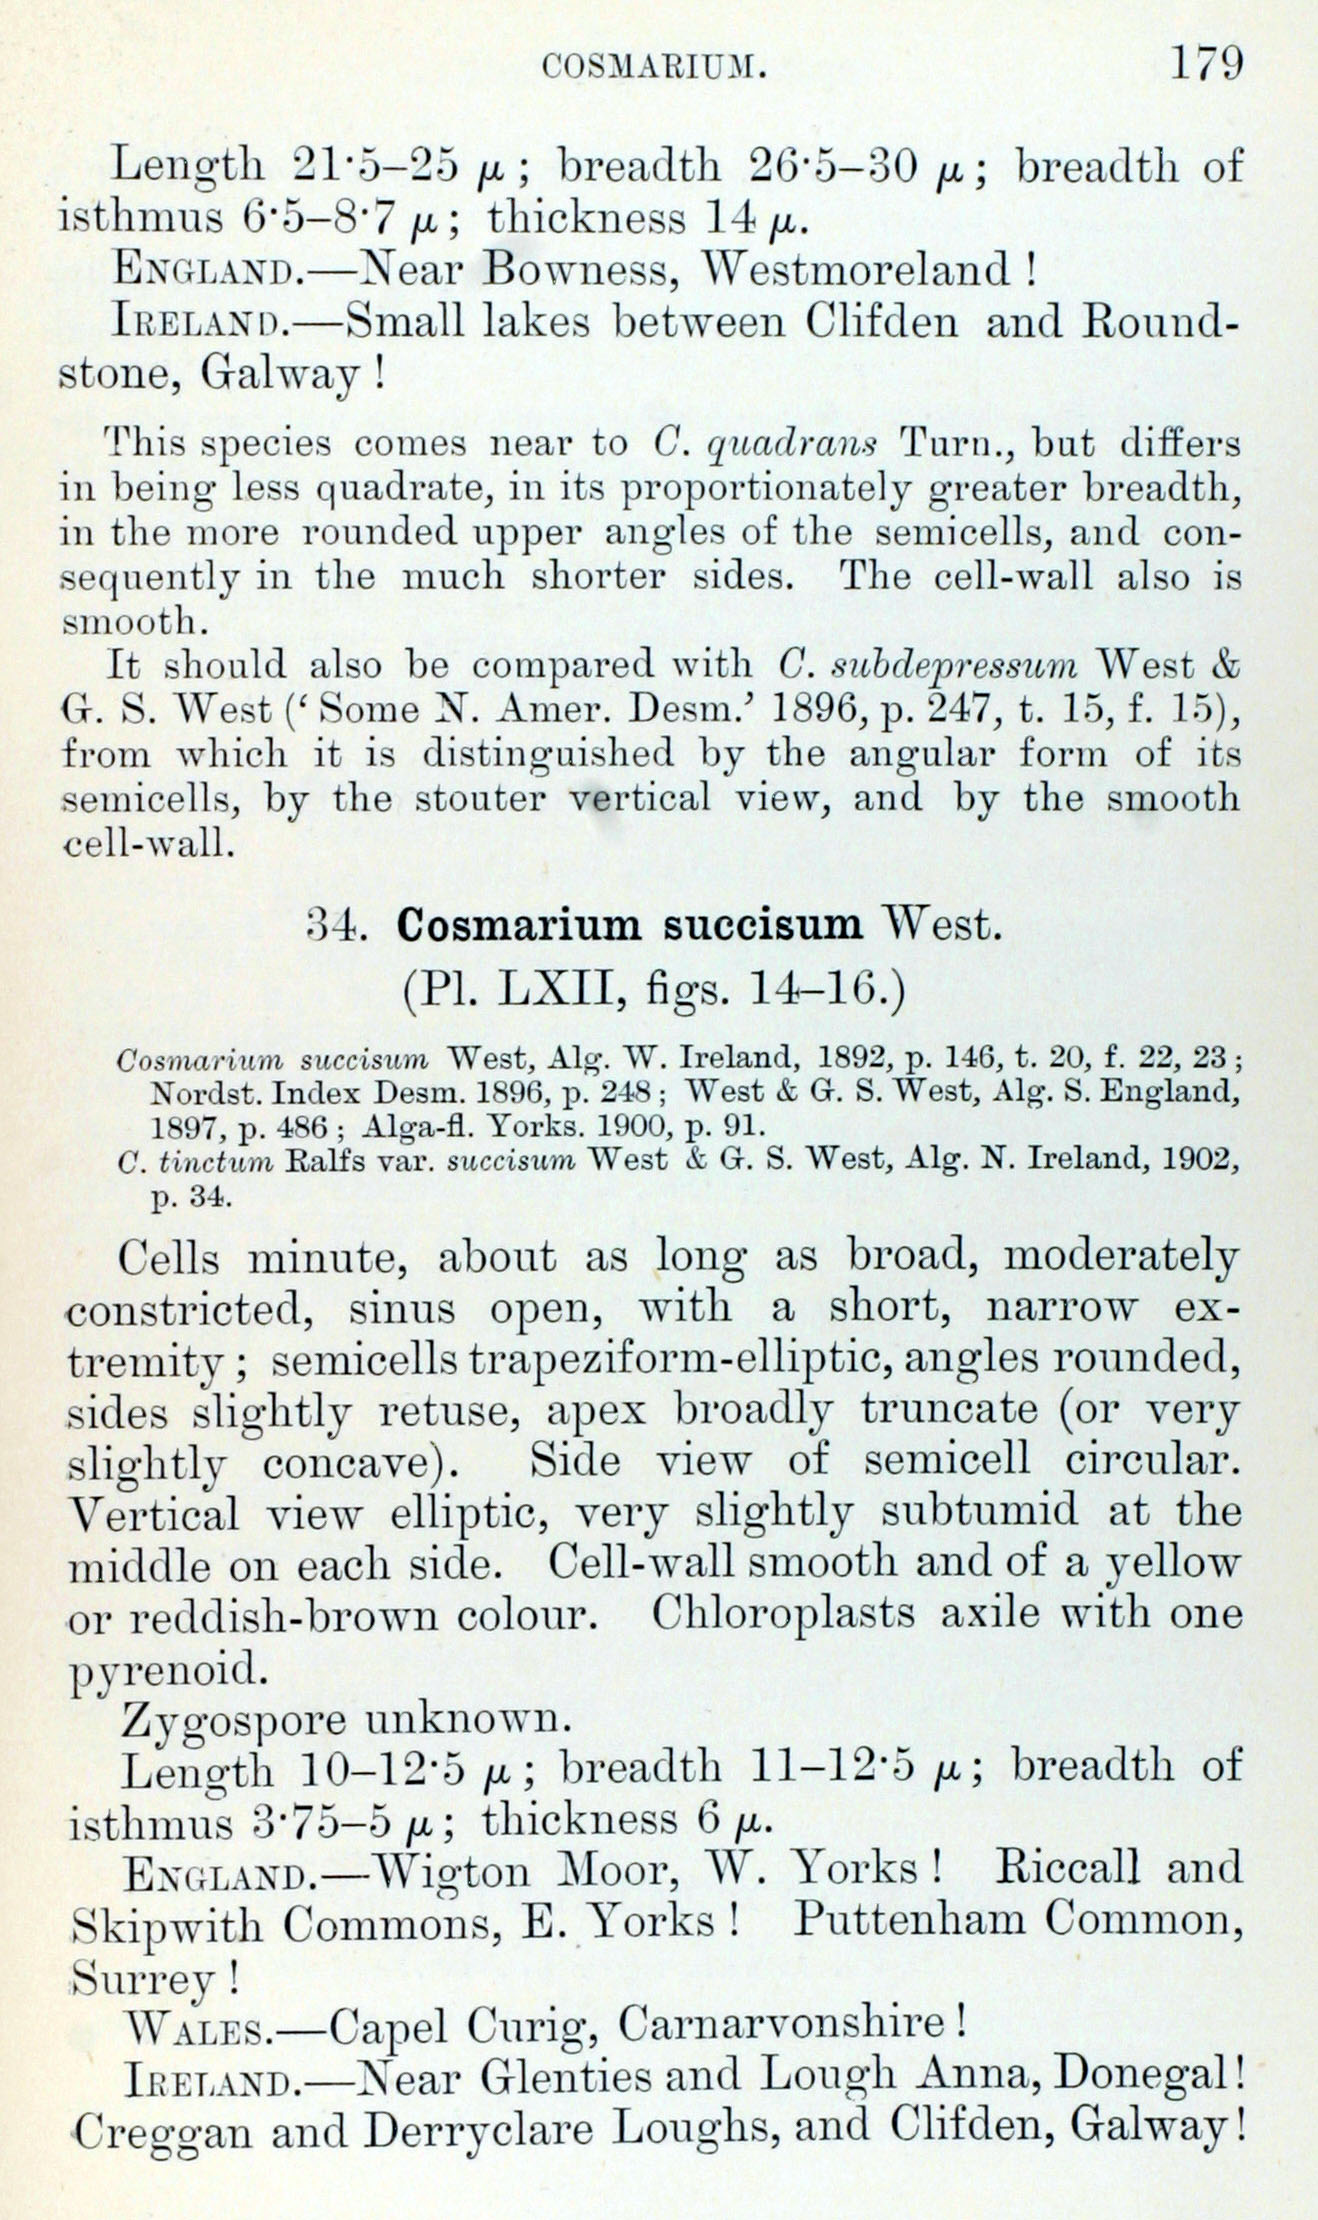 COSMARIUM. 179
Length 21·5–25 μ; breadth 26·5–30 μ; breadth of
isthmus 6·5–8·7 μ; thickness 14 μ.
ENGLAND.—Near Bowness, Westmoreland !
IRELAND.—Small lakes between Clifden and Round-
stone, Galway !
This species comes near to C. quadrans Turn., but differs
in being less quadrate, in its proportionately greater breadth,
in the more rounded upper angles of the semicells, and con-
sequently in the much shorter sides. The cell-wall also is
smooth.
It should also be compared with C. subdepressum West &
G. S. West (‘ Some N. Amer. Desm.’ 1896, p. 247, t. 15, f. 15),
from which it is distinguished by the angular form of its
semicells, by the stouter vertical view, and by the smooth
cell-wall.
34. Cosmarium succisum West.
(Pl. LXII, figs. 14–16.)
Cosmarium succisum West, Alg. W. Ireland, 1892, p. 146, t. 20, f. 22, 23 ;
Nordst. Index Desm. 1896, p. 248 ; West & G. S. West, Alg. S. England,
1897, p. 486 ; Alga-fl. Yorks. 1900, p. 91.
C. tinctum Ralfs var. succisum West & G. S. West, Alg. N. Ireland, 1902,
p. 34.
Cells minute, about as long as broad, moderately
constricted, sinus open, with a short, narrow ex-
tremity ; semicells trapeziform-elliptic, angles rounded,
sides slightly retuse, apex broadly truncate (or very
slightly concave). Side view of semicell circular.
Vertical view elliptic, very slightly subtumid at the
middle on each side. Cell-wall smooth and of a yellow
or reddish-brown colour. Chloroplasts axile with one
pyrenoid.
Zygospore unknown.
Length 10–12·5 μ ; breadth 11–12·5 μ; breadth of
isthmus 3·75–5 μ ; thickness 6 μ.
ENGLAND.—Wigton Moor, W. Yorks ! Riccall and
Skipwith Commons, E. Yorks ! Puttenham Common,
Surrey !
WALES.—Capel Curig, Carnarvonshire !
IRELAND.—Near Glenties and Lough Anna, Donegal !
Creggan and Derryclare Loughs, and Clifden, Galway !